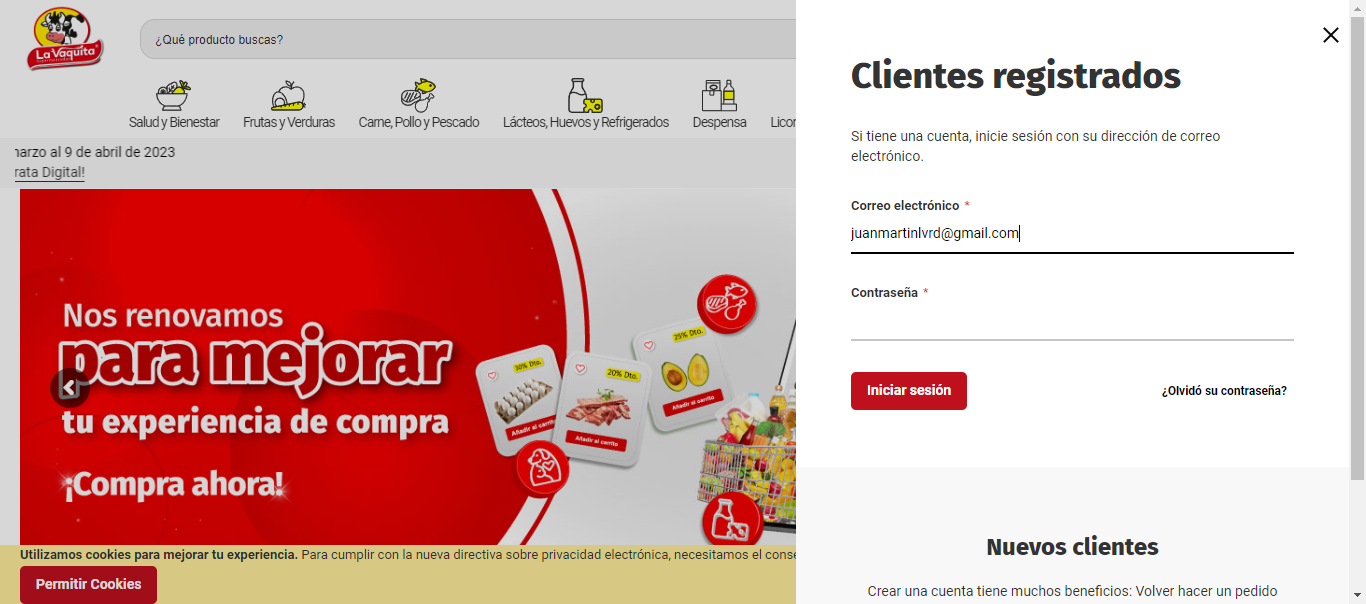 La Vaquita
¿Qué producto buscas?
Salud y Bienestar
Frutas y Verduras
Carne, Pollo y Pescado
Lácteos, Huevos y Refrigerados
Despensa
Licor
arzo al 9 de abril de 2023
rata Digital!
Nos renovamos
para mejorar
tu experiencia de compra
¡Compra ahora!
30% Dto.
Añadir al carrito
20% Dto.
Añadir al carrito
25% Dto.
Añadir al carrito
Utilizamos cookies para mejorar tu experiencia. Para cumplir con la nueva directiva sobre privacidad electrónica, necesitamos el conse
Permitir Cookies
Clientes registrados
Si tiene una cuenta, inicie sesión con su dirección de correo
electrónico.
Correo electrónico *
juanmartinlvrd@gmail.com
Contraseña *
Iniciar sesión
¿Olvidó su contraseña?
Nuevos clientes
Crear una cuenta tiene muchos beneficios: Volver hacer un pedido